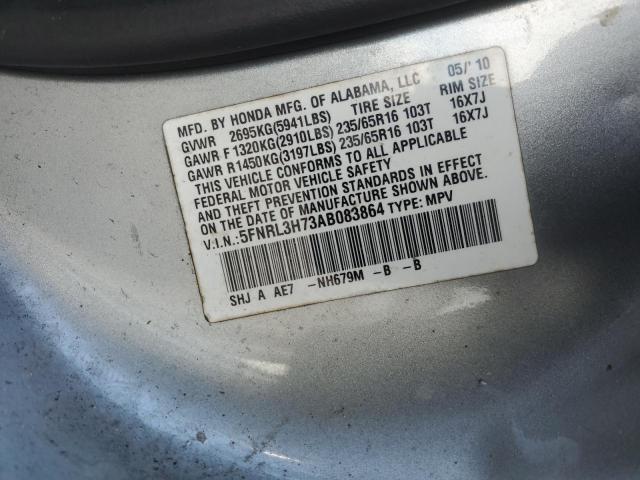 MFD. BY HONDA MFG. OF ALABAMA, LLC 05/'10
GVWR 2695KG(5941LBS) TIRE SIZE RIM SIZE
GAWR F1320KG(2910LBS) 235/65R16 103T 16X7J
GAWR R1450KG(3197LBS) 235/65R16 103T 16X7J
THIS VEHICLE CONFORMS TO ALL APPLICABLE
FEDERAL MOTOR VEHICLE SAFETY
AND THEFT PREVENTION STANDARDS IN EFFECT
ON THE DATE OF MANUFACTURE SHOWN ABOVE.
V.I.N.:5FNRL3H73AB083864 TYPE: MPV
SHJ A AE7 -NH679M -B -B